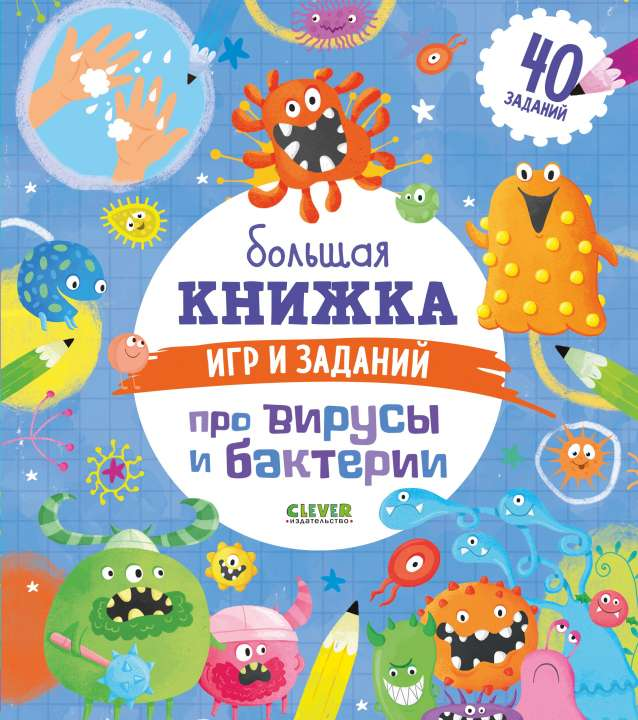 40
ЗАДАНИЙ
большая
КНИЖКА
ИГР И ЗАДАНИЙ
про вирусы
и бактерии
CLEVER
ИЗДАТЕЛЬСТВО